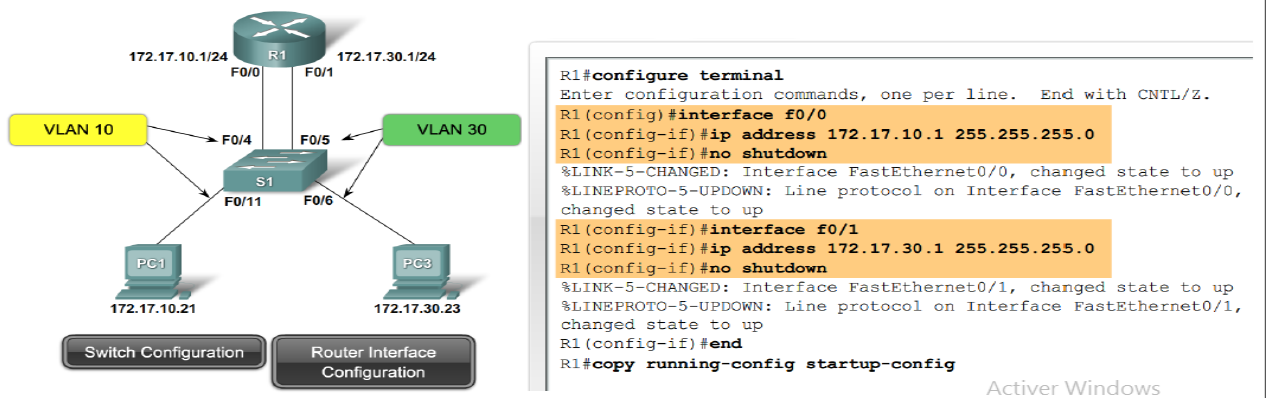 R1
172.17.10.1/24
172.17.30.1/24
F0/0
F0/1
VLAN 10
VLAN 30
F0/4
F0/5
S1
F0/11
F0/6
PC1
PC3
172.17.10.21
172.17.30.23
Switch Configuration
Router Interface
Configuration
R1#configure terminal
Enter configuration commands, one per line. End with CNTL/Z.
R1(config)#interface f0/0
R1(config-if)#ip address 172.17.10.1 255.255.255.0
R1(config-if)#no shutdown
%LINK-5-CHANGED: Interface FastEthernet0/0, changed state to up
%LINEPROTO-5-UPDOWN: Line protocol on Interface FastEthernet0/0,
changed state to up
R1(config-if)#interface f0/1
R1(config-if)#ip address 172.17.30.1 255.255.255.0
R1(config-if)#no shutdown
%LINK-5-CHANGED: Interface FastEthernet0/1, changed state to up
%LINEPROTO-5-UPDOWN: Line protocol on Interface FastEthernet0/1,
changed state to up
R1(config-if)#end
R1#copy running-config startup-config
Activer Windows